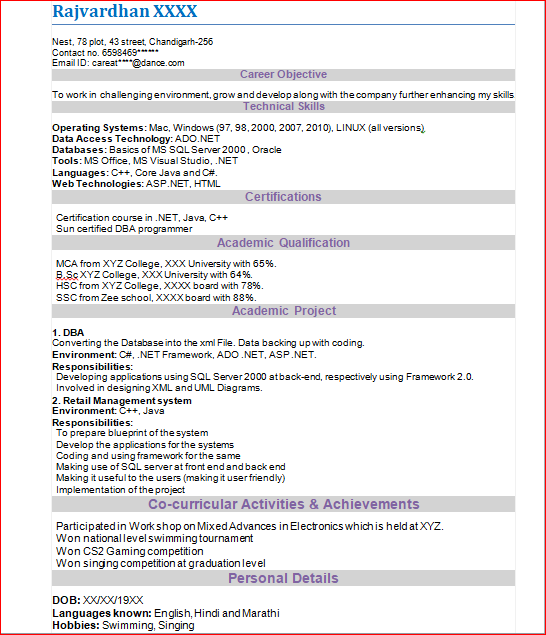 Rajvardhan XXXX
Nest, 78 plot, 43 street, Chandigarh-256
Contact no. 6598469******
Email ID: careat****@dance.com
Career Objective
To work in challenging environment, grow and develop along with the company further enhancing my skills
Technical Skills
Operating Systems: Mac, Windows (97, 98, 2000, 2007, 2010), LINUX (all versions),
Data Access Technology: ADO.NET
Databases: Basics of MS SQL Server 2000 , Oracle
Tools: MS Office, MS Visual Studio, .NET
Languages: C++, Core Java and C#.
Web Technologies: ASP.NET, HTML
Certifications
Certification course in .NET, Java, C++
Sun certified DBA programmer
Academic Qualification
MCA from XYZ College, XXX University with 65%.
B.Sc XYZ College, XXX University with 64%.
HSC from XYZ College, XXXX board with 78%.
SSC from Zee school, XXXX board with 88%.
Academic Project
1. DBA
Converting the Database into the xml File. Data backing up with coding.
Environment: C#, .NET Framework, ADO .NET, ASP .NET.
Responsibilities:
Developing applications using SQL Server 2000 at back-end, respectively using Framework 2.0.
Involved in designing XML and UML Diagrams.
2. Retail Management system
Environment: C++, Java
Responsibilities:
To prepare blueprint of the system
Develop the applications for the systems
Coding and using framework for the same
Making use of SQL server at front end and back end
Making it useful to the users (making it user friendly)
Implementation of the project
Co-curricular Activities & Achievements
Participated in Workshop on Mixed Advances in Electronics which is held at XYZ.
Won national level swimming tournament
Won CS2 Gaming competition
Won singing competition at graduation level
Personal Details
DOB: XX/XX/19XX
Languages known: English, Hindi and Marathi
Hobbies: Swimming, Singing